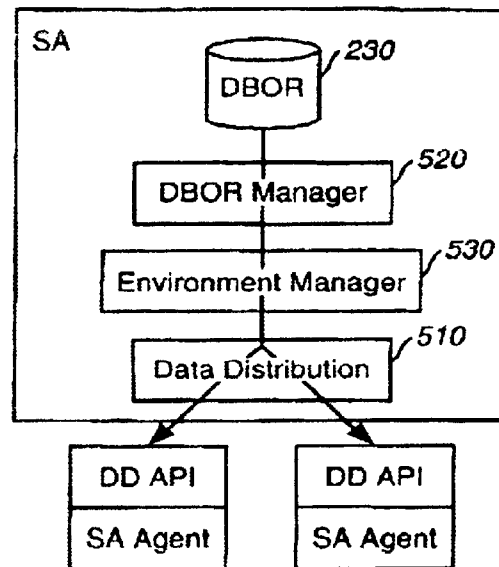 SA
230
DBOR
520
DBOR Manager
530
Environment Manager
510
Data Distribution
DD API
DD API
SA Agent
SA Agent